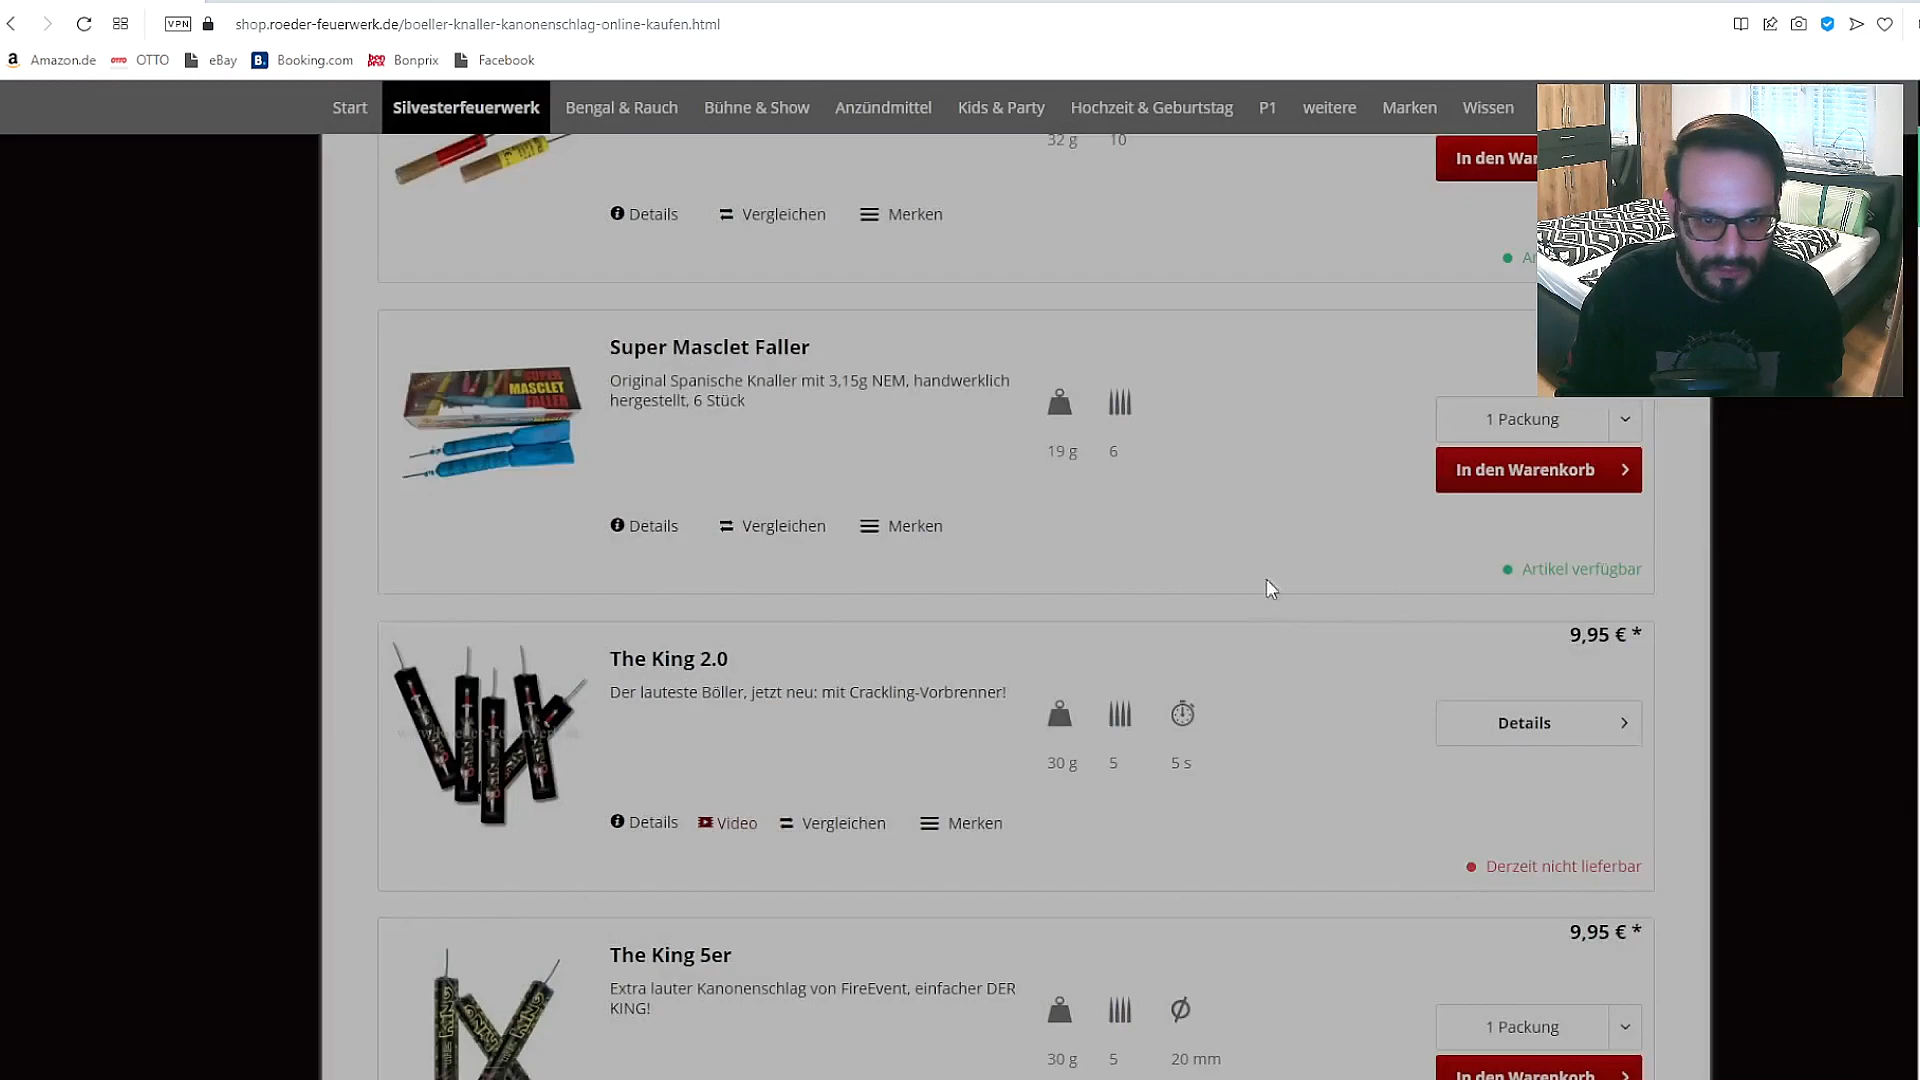 VPN shop.roeder-feuerwerk.de/boeller-knaller-kanonenschlag-online-kaufen.html
Amazon.de OTTO eBay Booking.com Bonprix Facebook
Start Silvesterfeuerwerk Bengal & Rauch Bühne & Show Anzündmittel Kids & Party Hochzeit & Geburtstag P1 weitere Marken Wissen
32 g 10
In den War
Details Vergleichen Merken
Super Masclet Faller
Original Spanische Knaller mit 3,15g NEM, handwerklich
hergestellt, 6 Stück
SUPER
MASCLET
FALLER
1 Packung
19 g 6
In den Warenkorb
Details Vergleichen Merken
Artikel verfügbar
9,95 € *
The King 2.0
Der lauteste Böller, jetzt neu: mit Crackling-Vorbrenner!
Details
30 g 5 5 s
Details Video Vergleichen Merken
Derzeit nicht lieferbar
9,95 € *
The King 5er
Extra lauter Kanonenschlag von FireEvent, einfacher DER
KING!
1 Packung
30 g 5 20 mm
In den Warenkorb